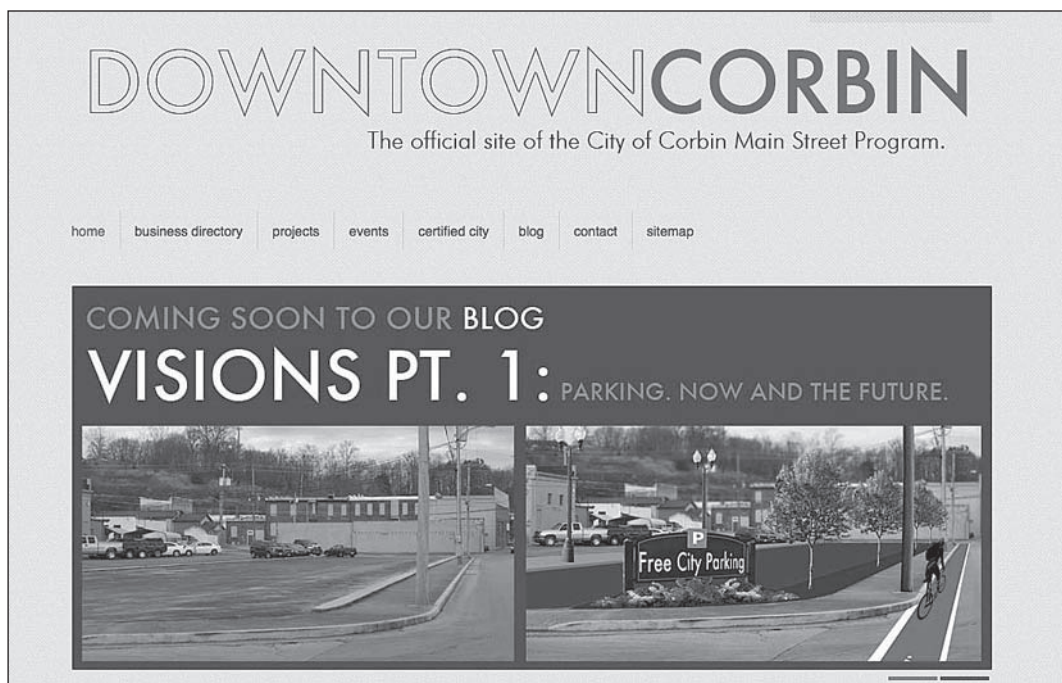 DOWNTOWNCORBIN
The official site of the City of Corbin Main Street Program.
home business directory projects events certified city blog contact sitemap
COMING SOON TO OUR BLOG
VISIONS PT. 1: PARKING. NOW AND THE FUTURE.
P
Free City Parking